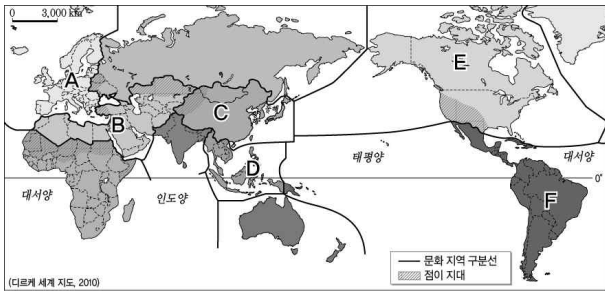 0 3,000 km
A
E
B
C
D
태평양
대서양
대서양
인도양
0°
F
문화 지역 구분선
점이 지대
(디르케 세계 지도, 2010)